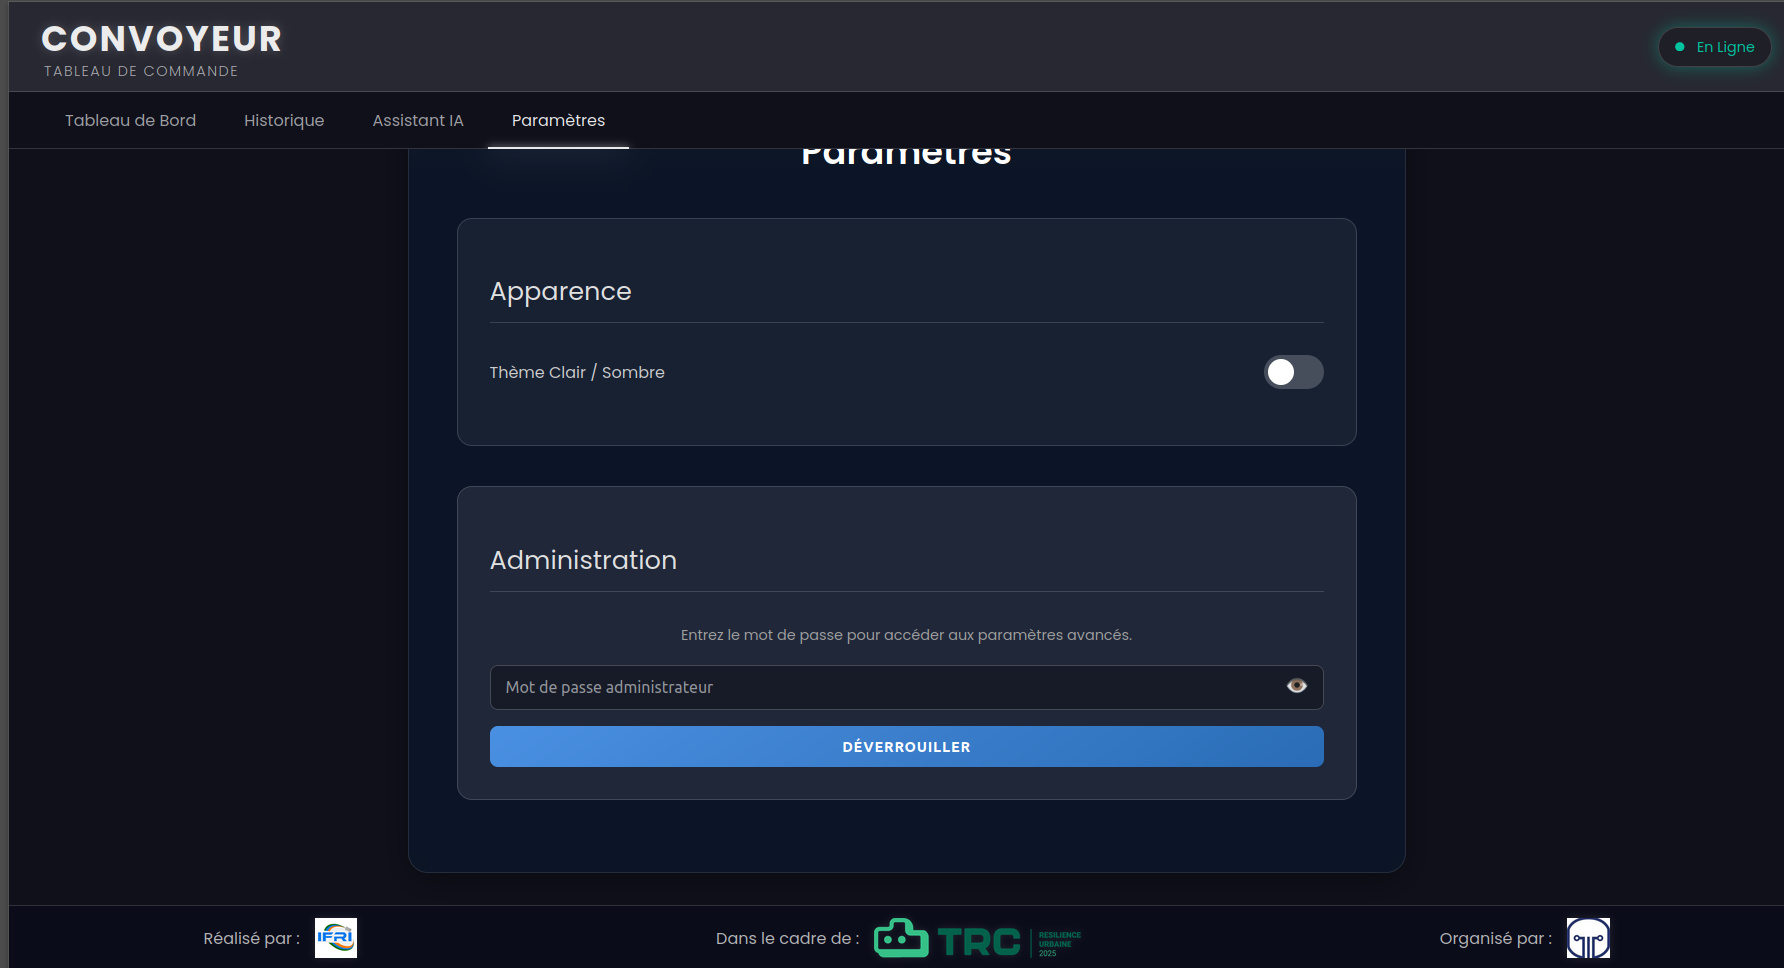 CONVOYEUR
TABLEAU DE COMMANDE
En Ligne
Tableau de Bord
Historique
Assistant IA
Paramètres
Paramètres
Apparence
Thème Clair / Sombre
Administration
Entrez le mot de passe pour accéder aux paramètres avancés.
Mot de passe administrateur
DÉVERROUILLER
Réalisé par :
IFRI
Dans le cadre de :
TRC
RESILIENCE
URBAINE
2025
Organisé par :